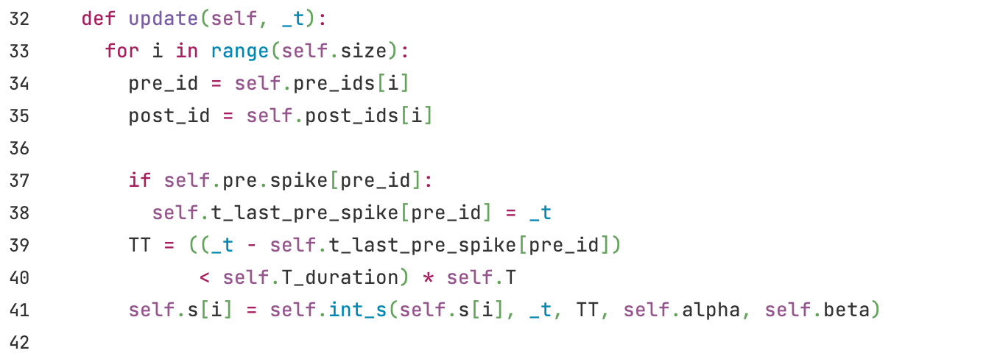 32    def update(self, _t):
33      for i in range(self.size):
34        pre_id = self.pre_ids[i]
35        post_id = self.post_ids[i]
36
37        if self.pre.spike[pre_id]:
38          self.t_last_pre_spike[pre_id] = _t
39        TT = ((_t - self.t_last_pre_spike[pre_id])
40              < self.T_duration) * self.T
41        self.s[i] = self.int_s(self.s[i], _t, TT, self.alpha, self.beta)
42